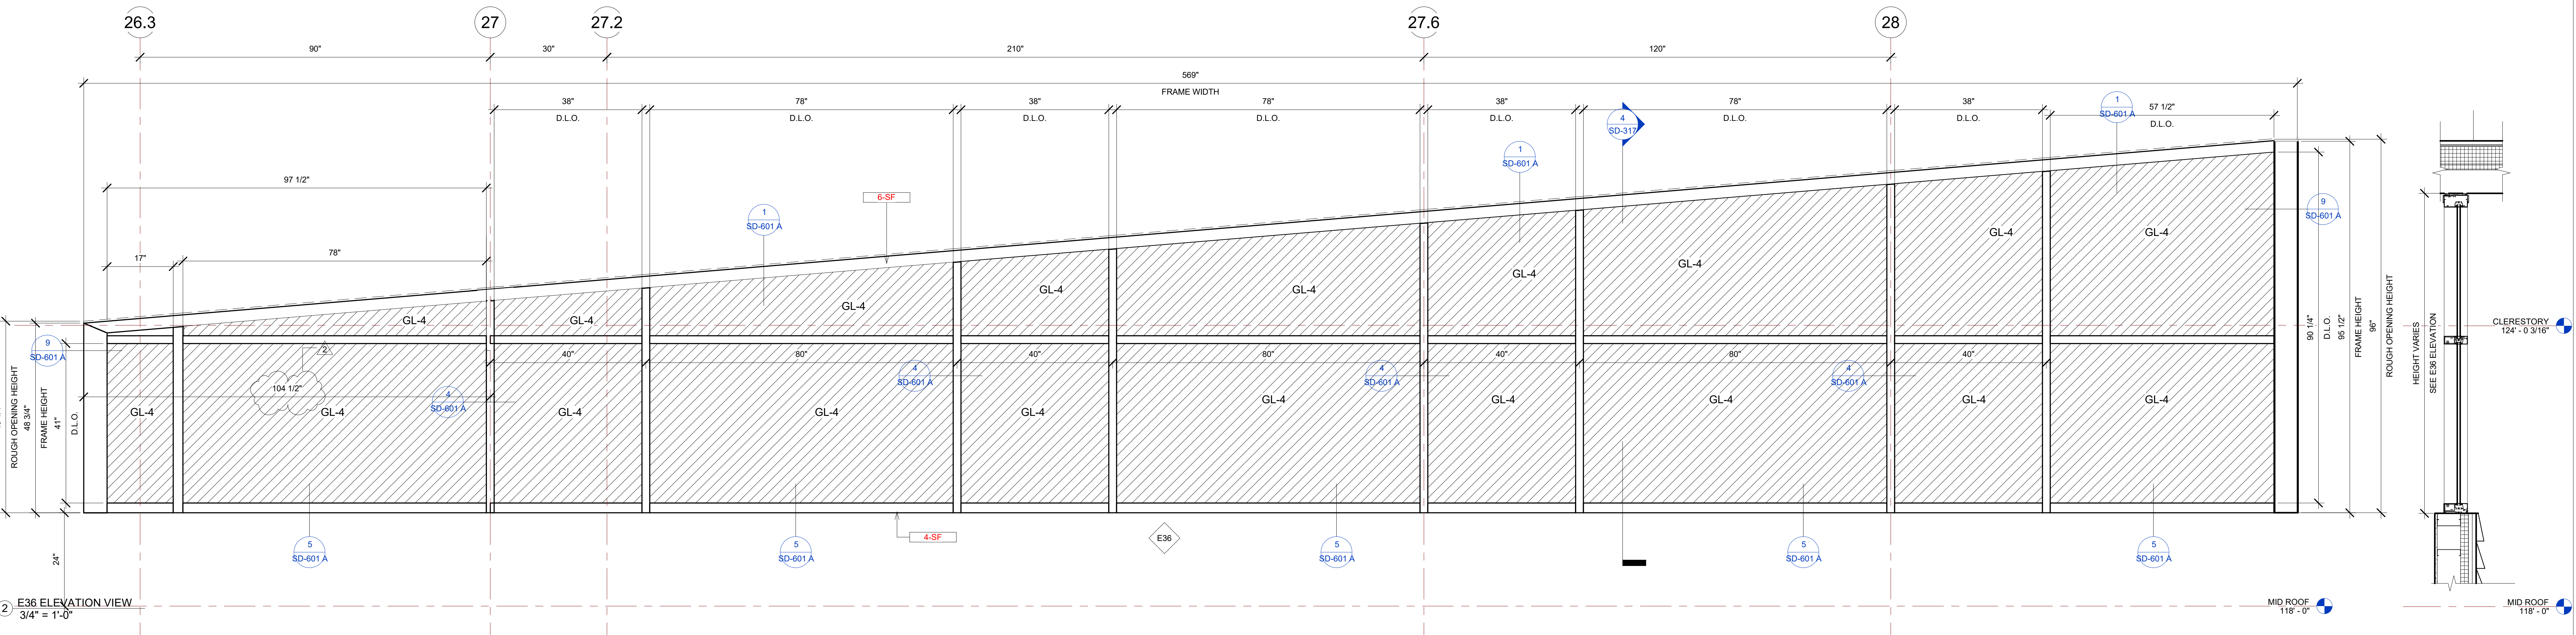 26.3
27
27.2
27.6
28
90"
30"
210"
120"
569"
FRAME WIDTH
38"
D.L.O.
78"
D.L.O.
38"
D.L.O.
78"
D.L.O.
38"
D.L.O.
78"
D.L.O.
38"
D.L.O.
57 1/2"
D.L.O.
1
SD-601 A
4
SD-317
1
SD-601 A
97 1/2"
6-SF
1
SD-601 A
9
SD-601 A
17"
78"
GL-4
GL-4
GL-4
GL-4
GL-4
GL-4
GL-4
GL-4
GL-4
9
SD-601 A
2
40"
80"
40"
80"
40"
80"
40"
104 1/2"
4
SD-601 A
4
SD-601 A
4
SD-601 A
4
SD-601 A
GL-4
GL-4
GL-4
GL-4
GL-4
GL-4
GL-4
GL-4
GL-4
GL-4
ROUGH OPENING HEIGHT
48 3/4"
FRAME HEIGHT
41"
D.L.O.
24"
90 1/4"
D.L.O.
95 1/2"
FRAME HEIGHT
96"
ROUGH OPENING HEIGHT
HEIGHT VARIES
SEE E36 ELEVATION
CLERESTORY
124' - 0 3/16"
4-SF
E36
5
SD-601 A
5
SD-601 A
5
SD-601 A
5
SD-601 A
5
SD-601 A
2
E36 ELEVATION VIEW
3/4" = 1'-0"
MID ROOF
118' - 0"
MID ROOF
118' - 0"